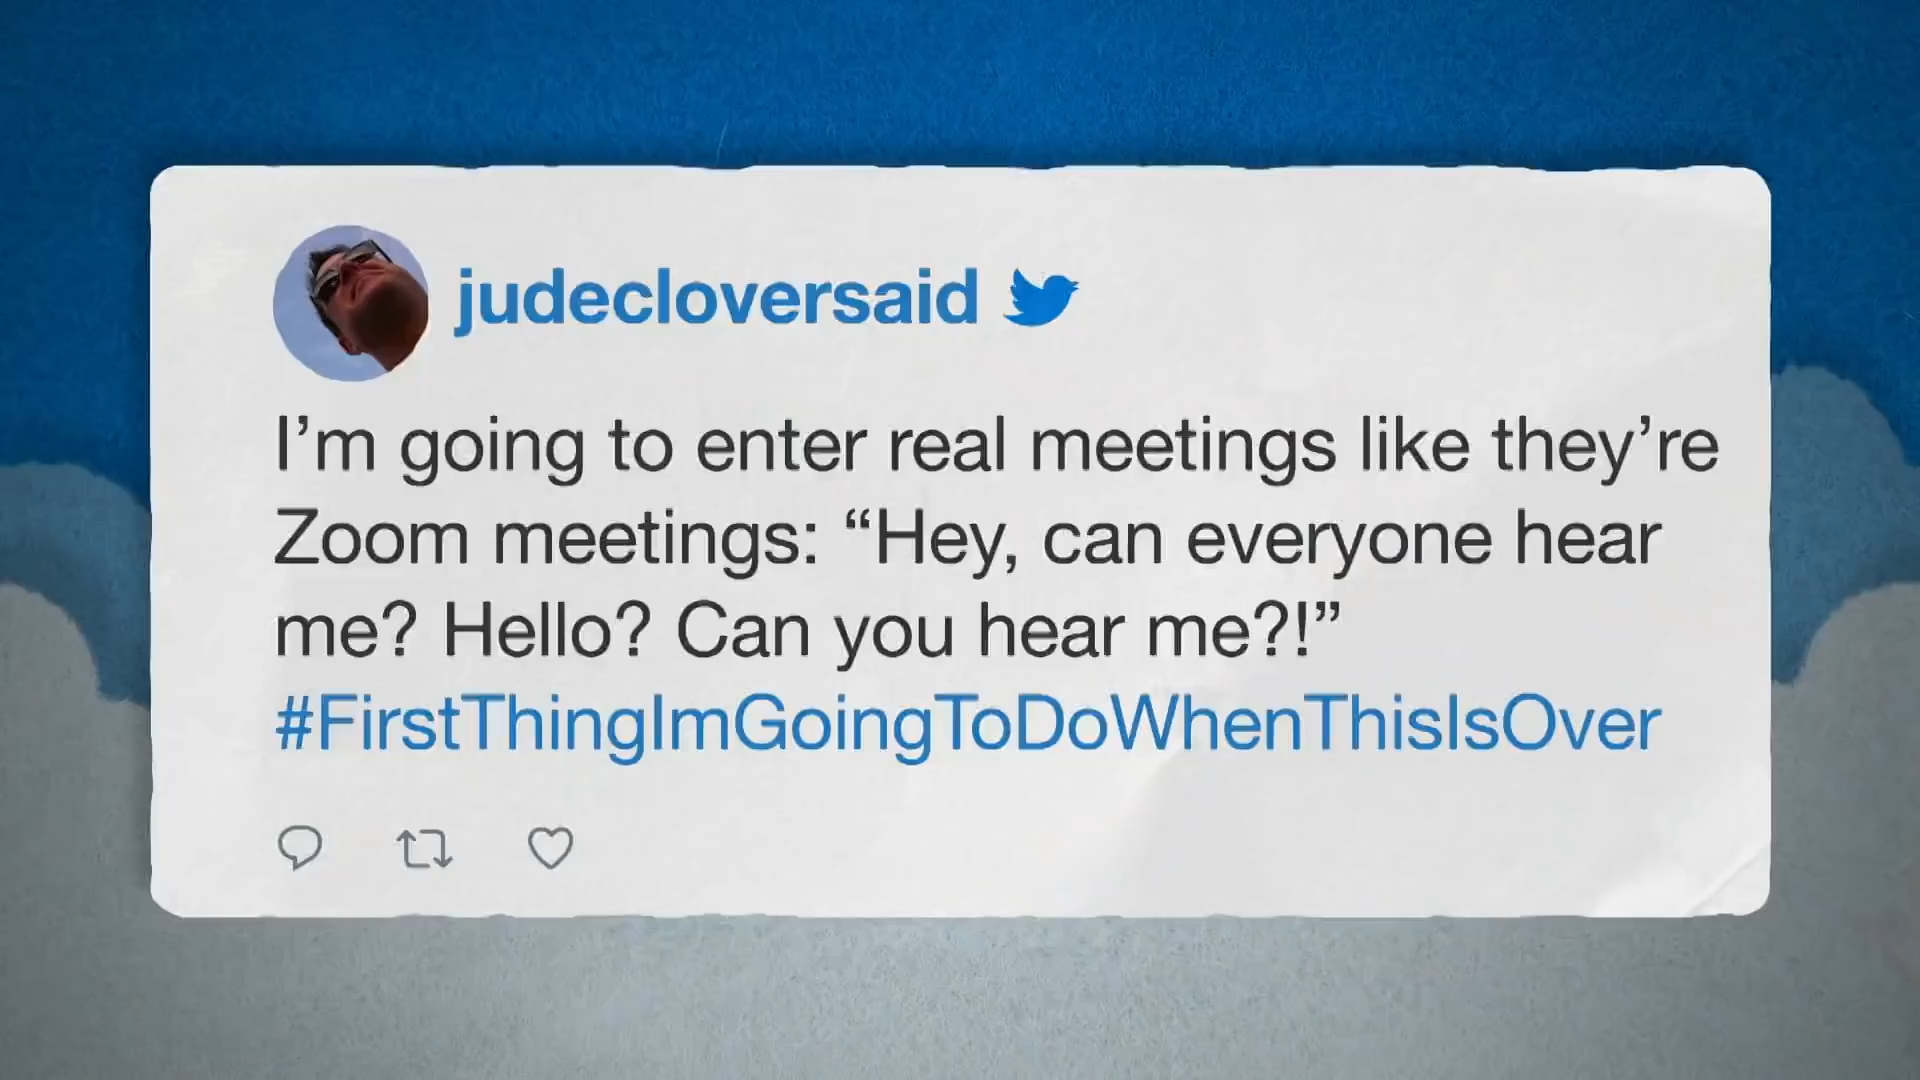 judecloversaid
I’m going to enter real meetings like they’re
Zoom meetings: “Hey, can everyone hear
me? Hello? Can you hear me?!”
#FirstThingImGoingToDoWhenThisIsOver